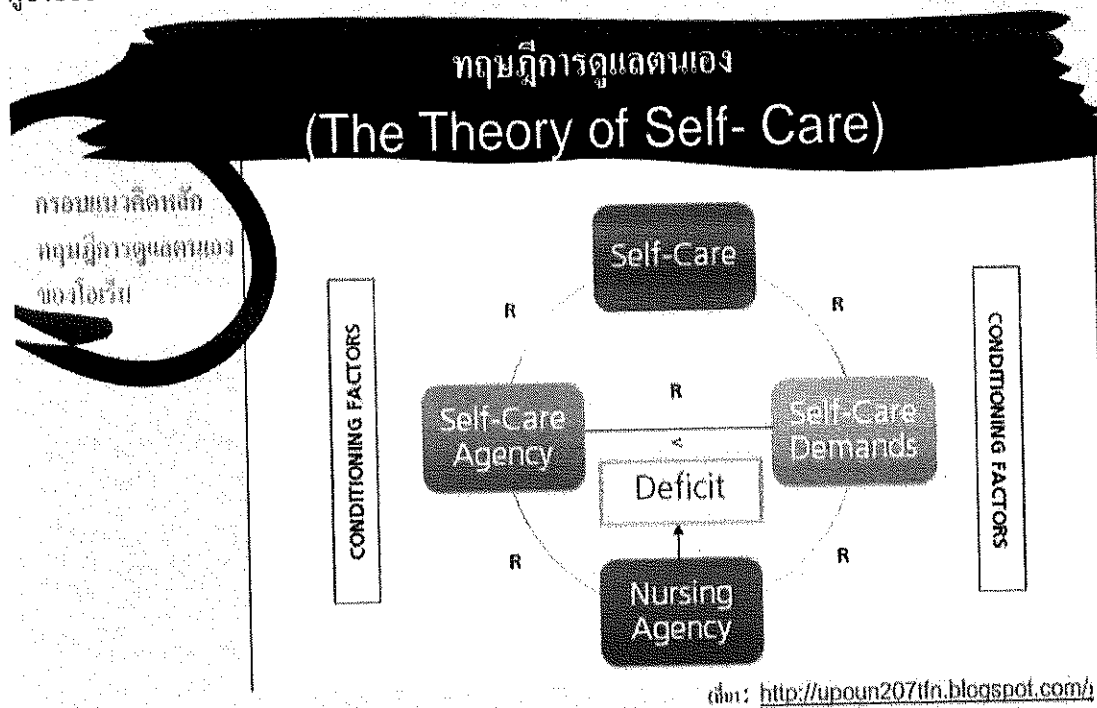 ทฤษฎีการดูแลตนเอง
(The Theory of Self- Care)
กรอบแนวคิดหลัก
ทฤษฎีการดูแลตนเอง
ของโอเร็ม
Self-Care
R
R
CONDITIONING FACTORS
CONDITIONING FACTORS
R
Self-Care
Agency
Self-Care
Demands
<
Deficit
R
R
Nursing
Agency
ที่มา: http://upoun207tfn.blogspot.com/